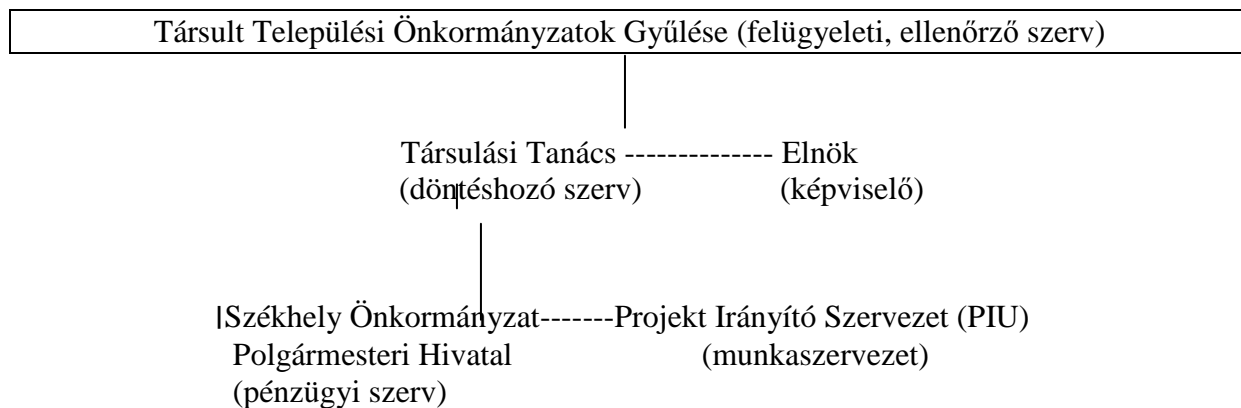 Társult Települési Önkormányzatok Gyűlése (felügyeleti, ellenőrző szerv)
Társulási Tanács -------------- Elnök
(döntéshozó szerv) (képviselő)
Székhely Önkormányzat-------Projekt Irányító Szervezet (PIU)
Polgármesteri Hivatal (munkaszervezet)
(pénzügyi szerv)